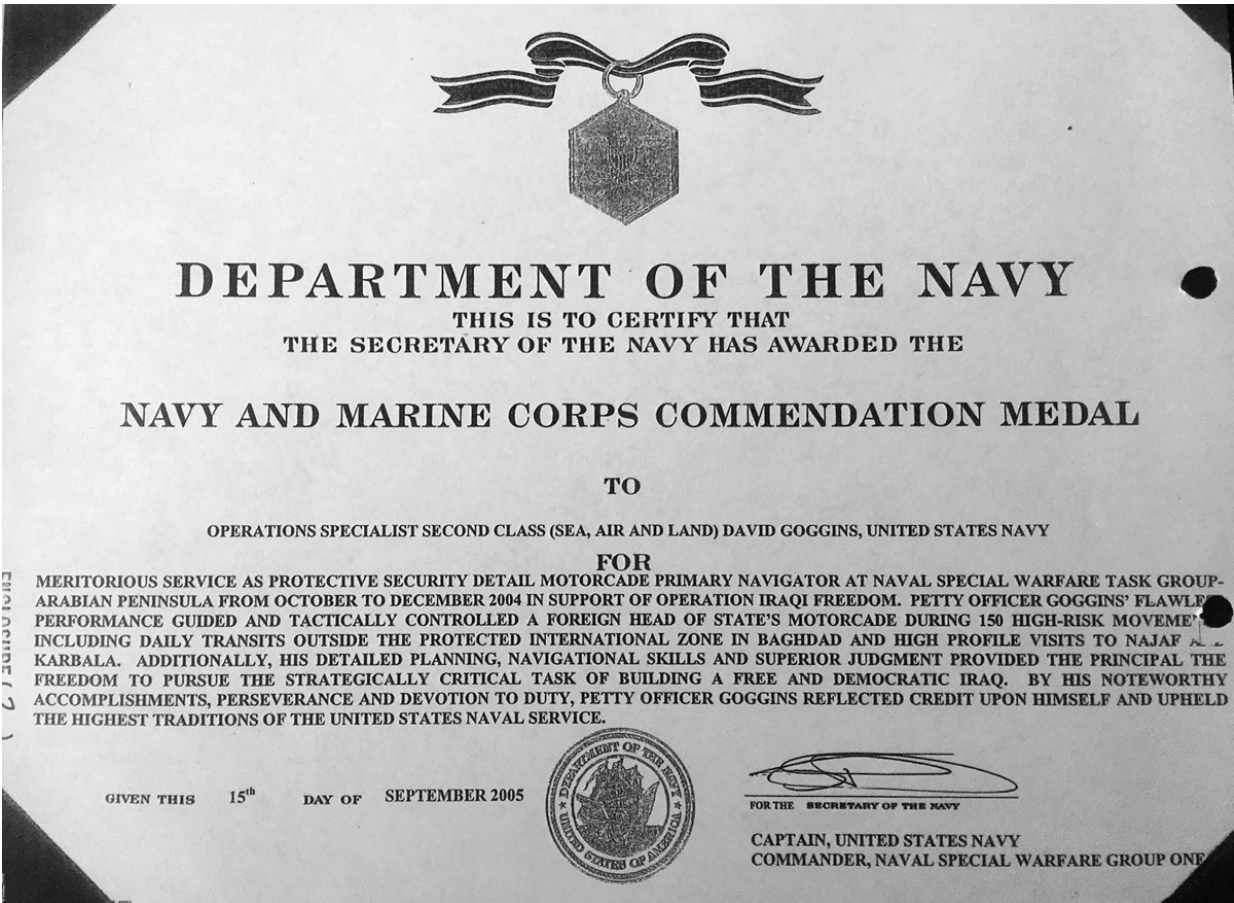 DEPARTMENT OF THE NAVY
THIS IS TO CERTIFY THAT
THE SECRETARY OF THE NAVY HAS AWARDED THE
NAVY AND MARINE CORPS COMMENDATION MEDAL
TO
OPERATIONS SPECIALIST SECOND CLASS (SEA, AIR AND LAND) DAVID GOGGINS, UNITED STATES NAVY
FOR
MERITORIOUS SERVICE AS PROTECTIVE SECURITY DETAIL MOTORCADE PRIMARY NAVIGATOR AT NAVAL SPECIAL WARFARE TASK GROUP-
ARABIAN PENINSULA FROM OCTOBER TO DECEMBER 2004 IN SUPPORT OF OPERATION IRAQI FREEDOM. PETTY OFFICER GOGGINS'
PERFORMANCE GUIDED AND TACTICALLY CONTROLLED A FOREIGN HEAD OF STATE'S MOTORCADE DURING 150 HIGH-RISK
INCLUDING DAILY TRANSITS OUTSIDE THE PROTECTED INTERNATIONAL ZONE IN BAGHDAD AND HIGH PROFILE VISITS TO NAJAF
KARBALA. ADDITIONALLY, HIS DETAILED PLANNING, NAVIGATIONAL SKILLS AND SUPERIOR JUDGMENT PROVIDED THE PRINCIPAL THE
FREEDOM TO PURSUE THE STRATEGICALLY CRITICAL TASK OF BUILDING A FREE AND DEMOCRATIC IRAQ. BY HIS NOTEWORTHY
ACCOMPLISHMENTS, PERSEVERANCE AND DEVOTION TO DUTY, PETTY OFFICER GOGGINS REFLECTED CREDIT UPON HIMSELF AND UPHELD
THE HIGHEST TRADITIONS OF THE UNITED STATES NAVAL SERVICE.
GIVEN THIS 15th DAY OF SEPTEMBER 2005
DEPARTMENT OF THE NAVY
UNITED STATES OF AMERICA
FOR THE SECRETARY OF THE NAVY
CAPTAIN, UNITED STATES NAVY
COMMANDER, NAVAL SPECIAL WARFARE GROUP ONE